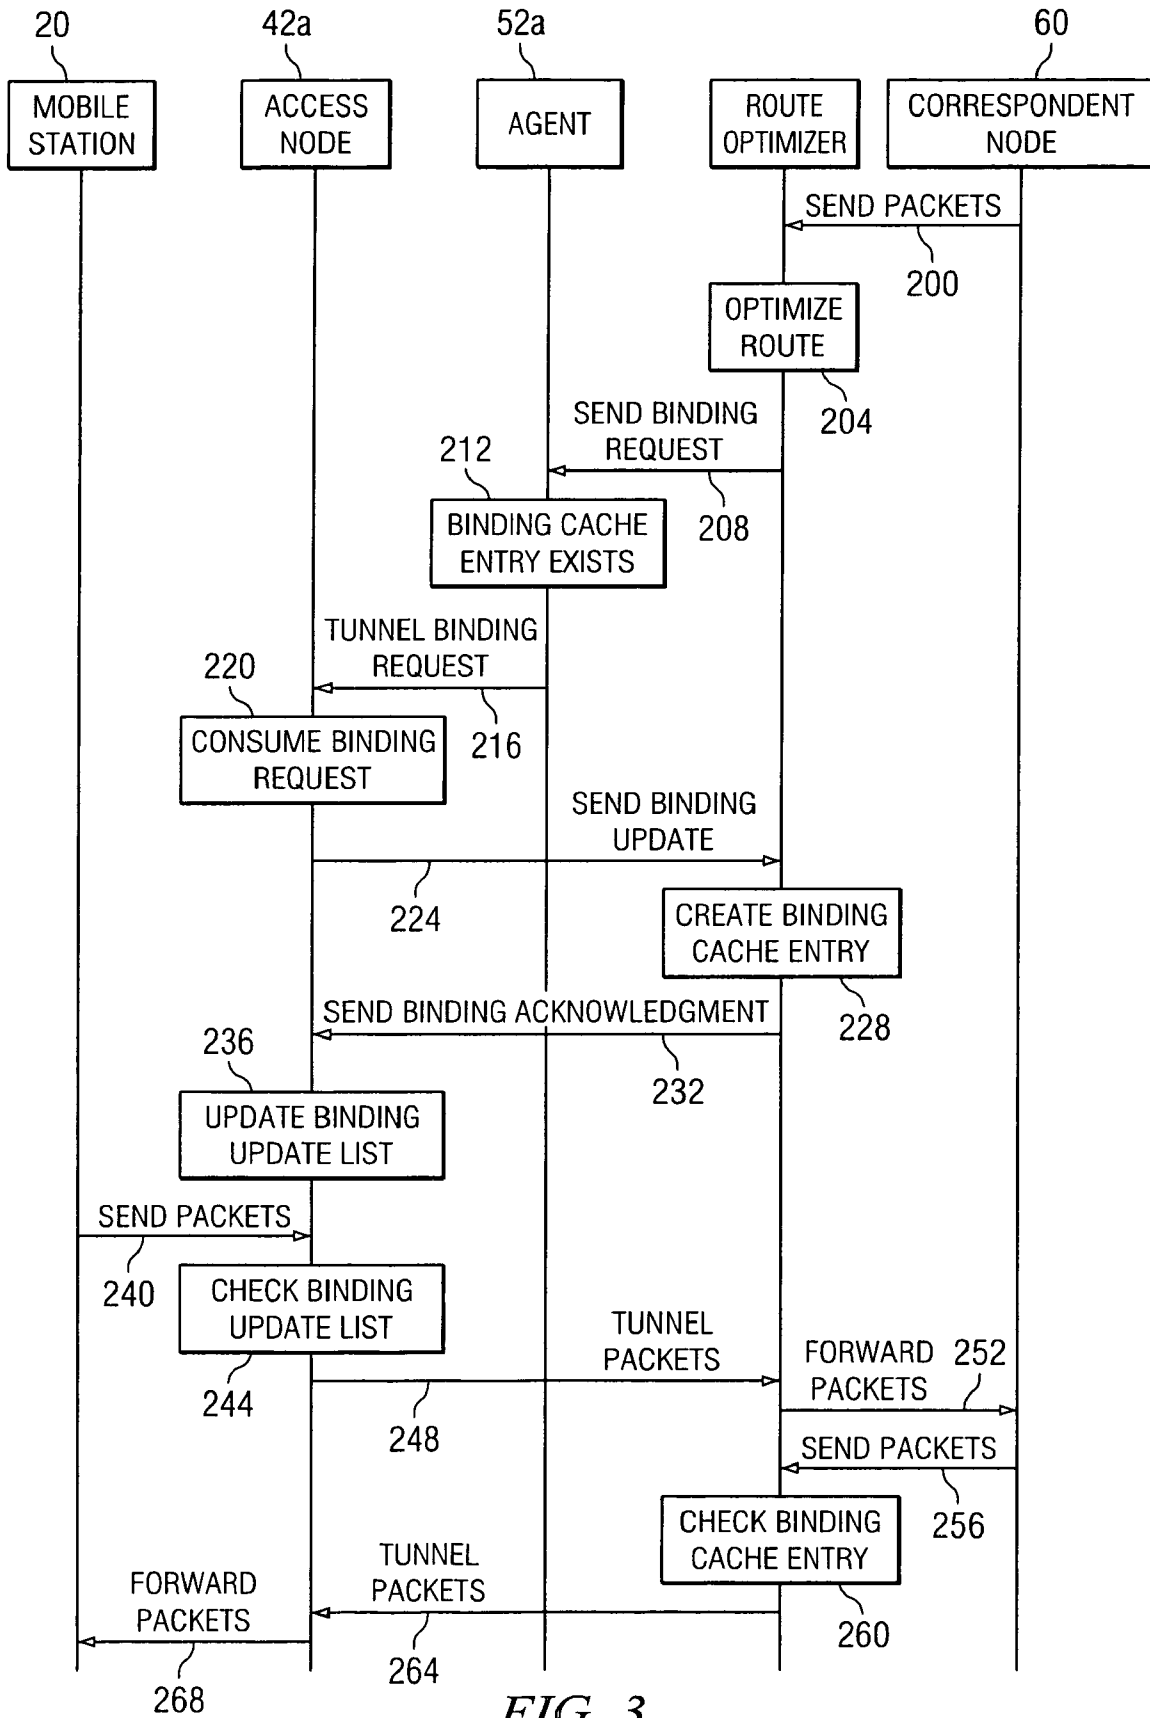 20
42a
52a
60
MOBILE
STATION
ACCESS
NODE
AGENT
ROUTE
OPTIMIZER
CORRESPONDENT
NODE
SEND PACKETS
200
OPTIMIZE
ROUTE
204
SEND BINDING
REQUEST
208
212
BINDING CACHE
ENTRY EXISTS
TUNNEL BINDING
REQUEST
216
220
CONSUME BINDING
REQUEST
SEND BINDING
UPDATE
224
CREATE BINDING
CACHE ENTRY
228
SEND BINDING ACKNOWLEDGMENT
232
236
UPDATE BINDING
UPDATE LIST
SEND PACKETS
240
CHECK BINDING
UPDATE LIST
244
TUNNEL
PACKETS
248
FORWARD
PACKETS
252
SEND PACKETS
256
CHECK BINDING
CACHE ENTRY
260
TUNNEL
PACKETS
264
FORWARD
PACKETS
268
FIG. 3